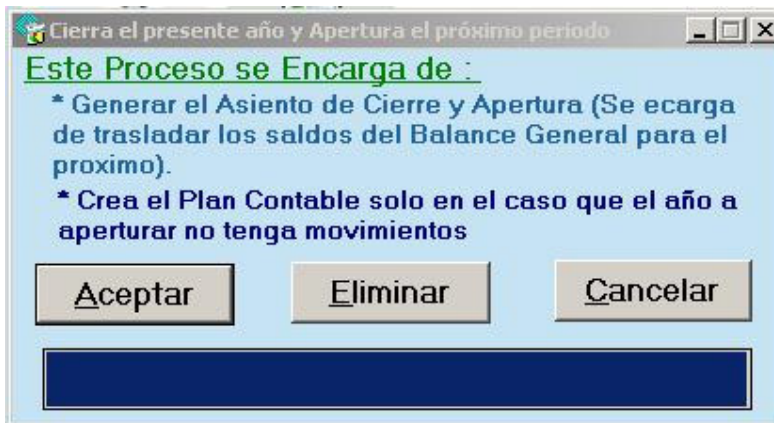 Cierra el presente año y Apertura el próximo periodo
Este Proceso se Encarga de :
* Generar el Asiento de Cierre y Apertura (Se ecarga
de trasladar los saldos del Balance General para el
proximo).
* Crea el Plan Contable solo en el caso que el año a
aperturar no tenga movimientos
Aceptar
Eliminar
Cancelar